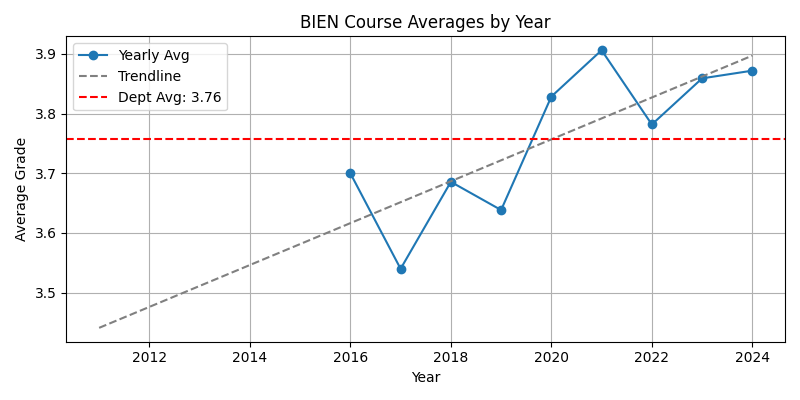 BIEN Course Averages by Year
Yearly Avg
Trendline
Dept Avg: 3.76
Average Grade
3.9
3.8
3.7
3.6
3.5
2012 2014 2016 2018 2020 2022 2024
Year